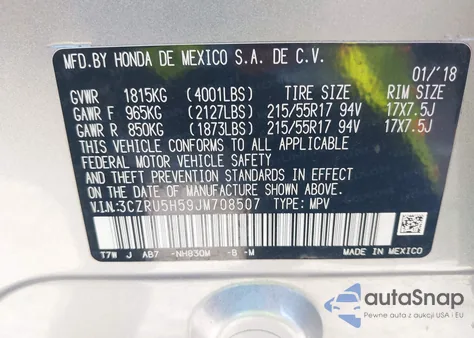 MFD.BY HONDA DE MEXICO S.A. DE C.V.
01/'18
GVWR 1815KG (4001LBS) TIRE SIZE RIM SIZE
GAWR F 965KG (2127LBS) 215/55R17 94V 17X7.5J
GAWR R 850KG (1873LBS) 215/55R17 94V 17X7.5J
THIS VEHICLE CONFORMS TO ALL APPLICABLE
FEDERAL MOTOR VEHICLE SAFETY
AND THEFT PREVENTION STANDARDS IN EFFECT
ON THE DATE OF MANUFACTURE SHOWN ABOVE.
V.I.N:3CZRU5H59JM708507 TYPE: MPV
T7W J AB7 -NH830M -B -M
MADE IN MEXICO
autoSnap
Pewne auta z aukcji USA i EU